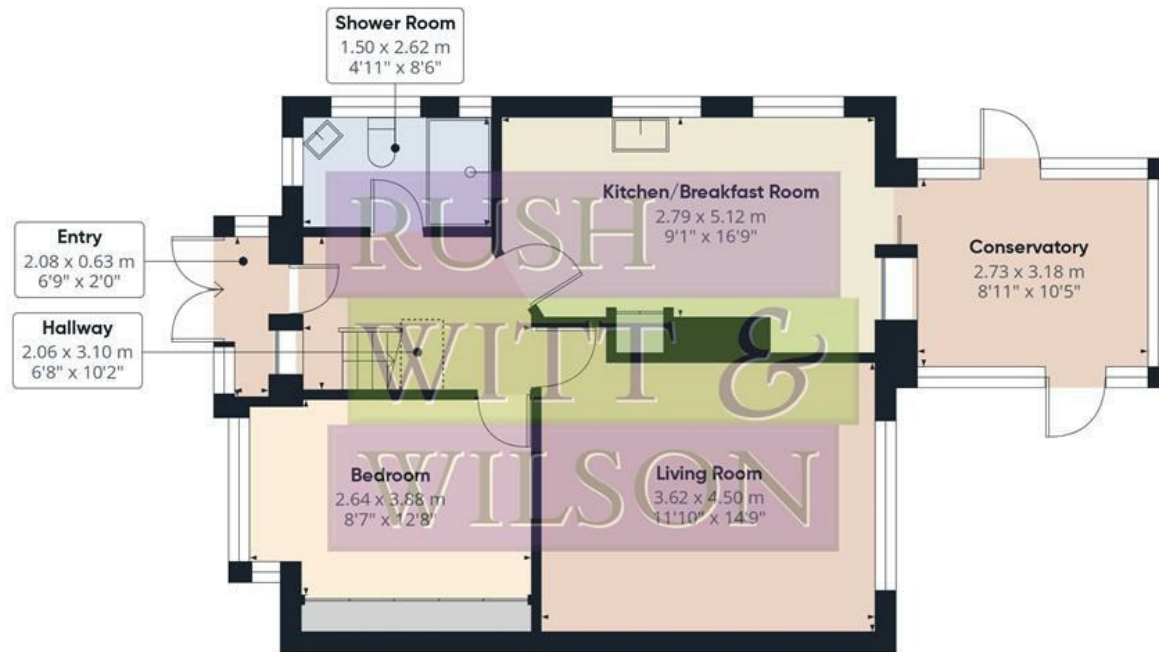 Shower Room
1.50 x 2.62 m
4'11" x 8'6"
Kitchen/Breakfast Room
2.79 x 5.12 m
9'1" x 16'9"
Entry
2.08 x 0.63 m
6'9" x 2'0"
Conservatory
2.73 x 3.18 m
8'11" x 10'5"
Hallway
2.06 x 3.10 m
6'8" x 10'2"
Bedroom
2.64 x 3.88 m
8'7" x 12'8"
Living Room
3.62 x 4.50 m
11'10" x 14'9"
RUSH
WITT &
WILSON